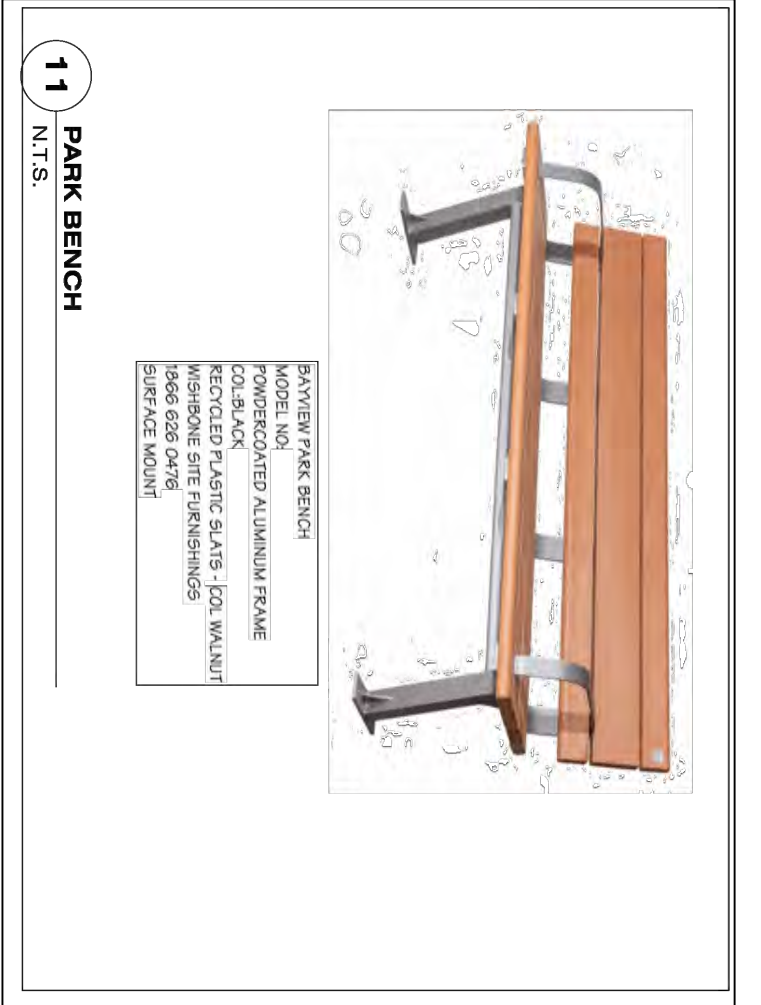 BAYVIEW PARK BENCH
MODEL NO:
POWDERCOATED ALUMINUM FRAME
COL:BLACK
RECYCLED PLASTIC SLATS - COL WALNUT
WISHBONE SITE FURNISHINGS
1866 626 0476
SURFACE MOUNT
11
PARK BENCH
N.T.S.